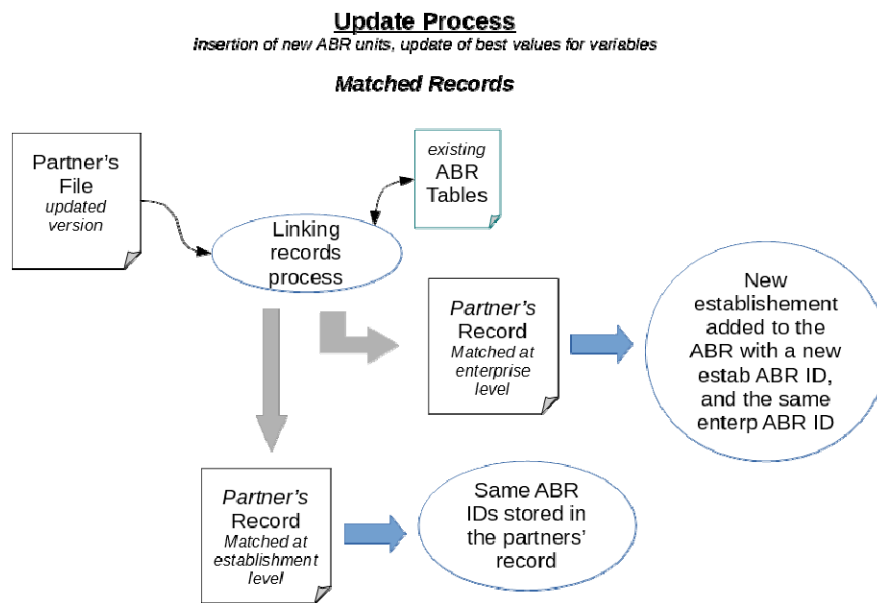 Update Process
Insertion of new ABR units, update of best values for variables
Matched Records
Partner's
File
updated
version
existing
ABR
Tables
Linking
records
process
Partner's
Record
Matched at
enterprise
level
New
establishement
added to the
ABR with a new
estab ABR ID,
and the same
enterp ABR ID
Partner's
Record
Matched at
establishment
level
Same ABR
IDs stored in
the partners'
record